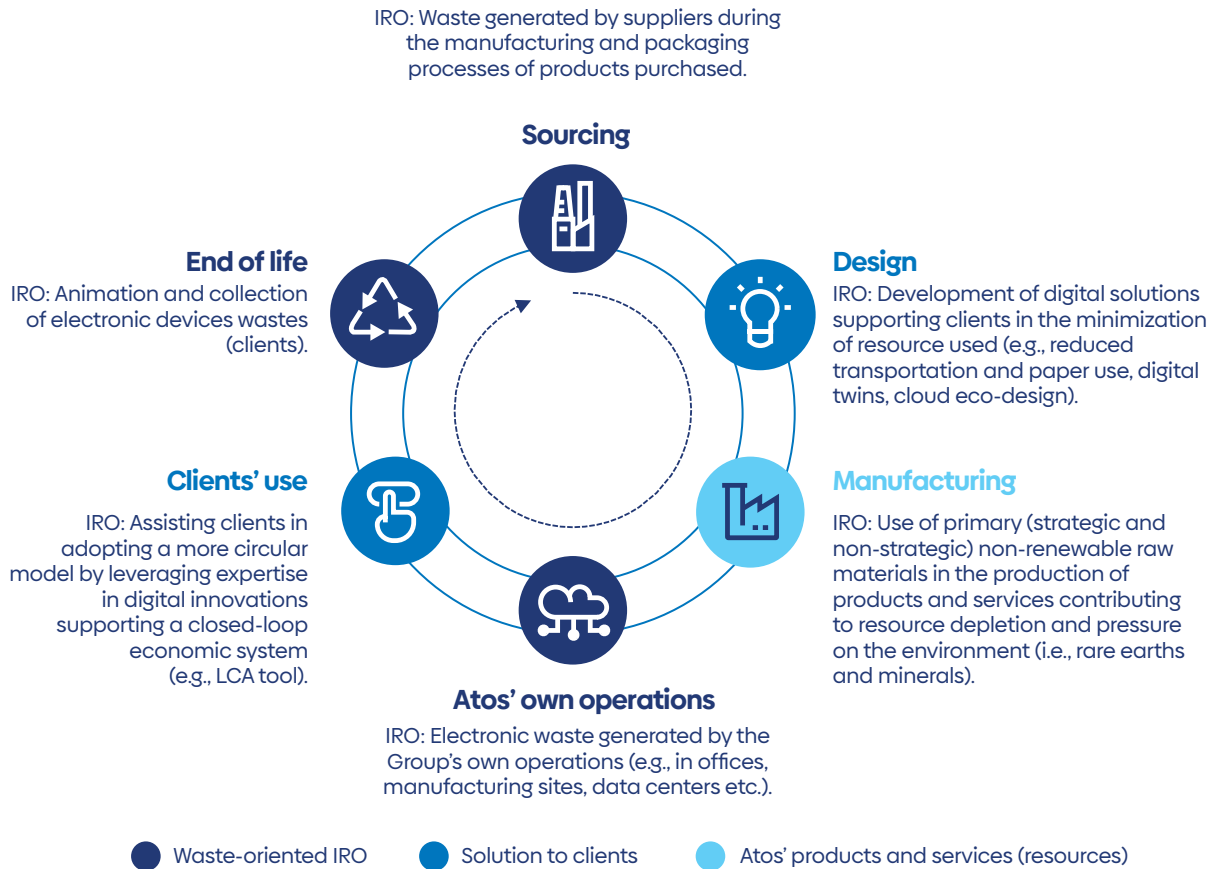 IRO: Waste generated by suppliers during
the manufacturing and packaging
processes of products purchased.
Sourcing
End of life
IRO: Animation and collection
of electronic devices wastes
(clients).
Design
IRO: Development of digital solutions
supporting clients in the minimization
of resource used (e.g., reduced
transportation and paper use, digital
twins, cloud eco-design).
Clients’ use
IRO: Assisting clients in
adopting a more circular
model by leveraging expertise
in digital innovations
supporting a closed-loop
economic system
(e.g., LCA tool).
Manufacturing
IRO: Use of primary (strategic and
non-strategic) non-renewable raw
materials in the production of
products and services contributing
to resource depletion and pressure
on the environment (i.e., rare earths
and minerals).
Atos’ own operations
IRO: Electronic waste generated by the
Group’s own operations (e.g., in offices,
manufacturing sites, data centers etc.).
Waste-oriented IRO
Solution to clients
Atos’ products and services (resources)